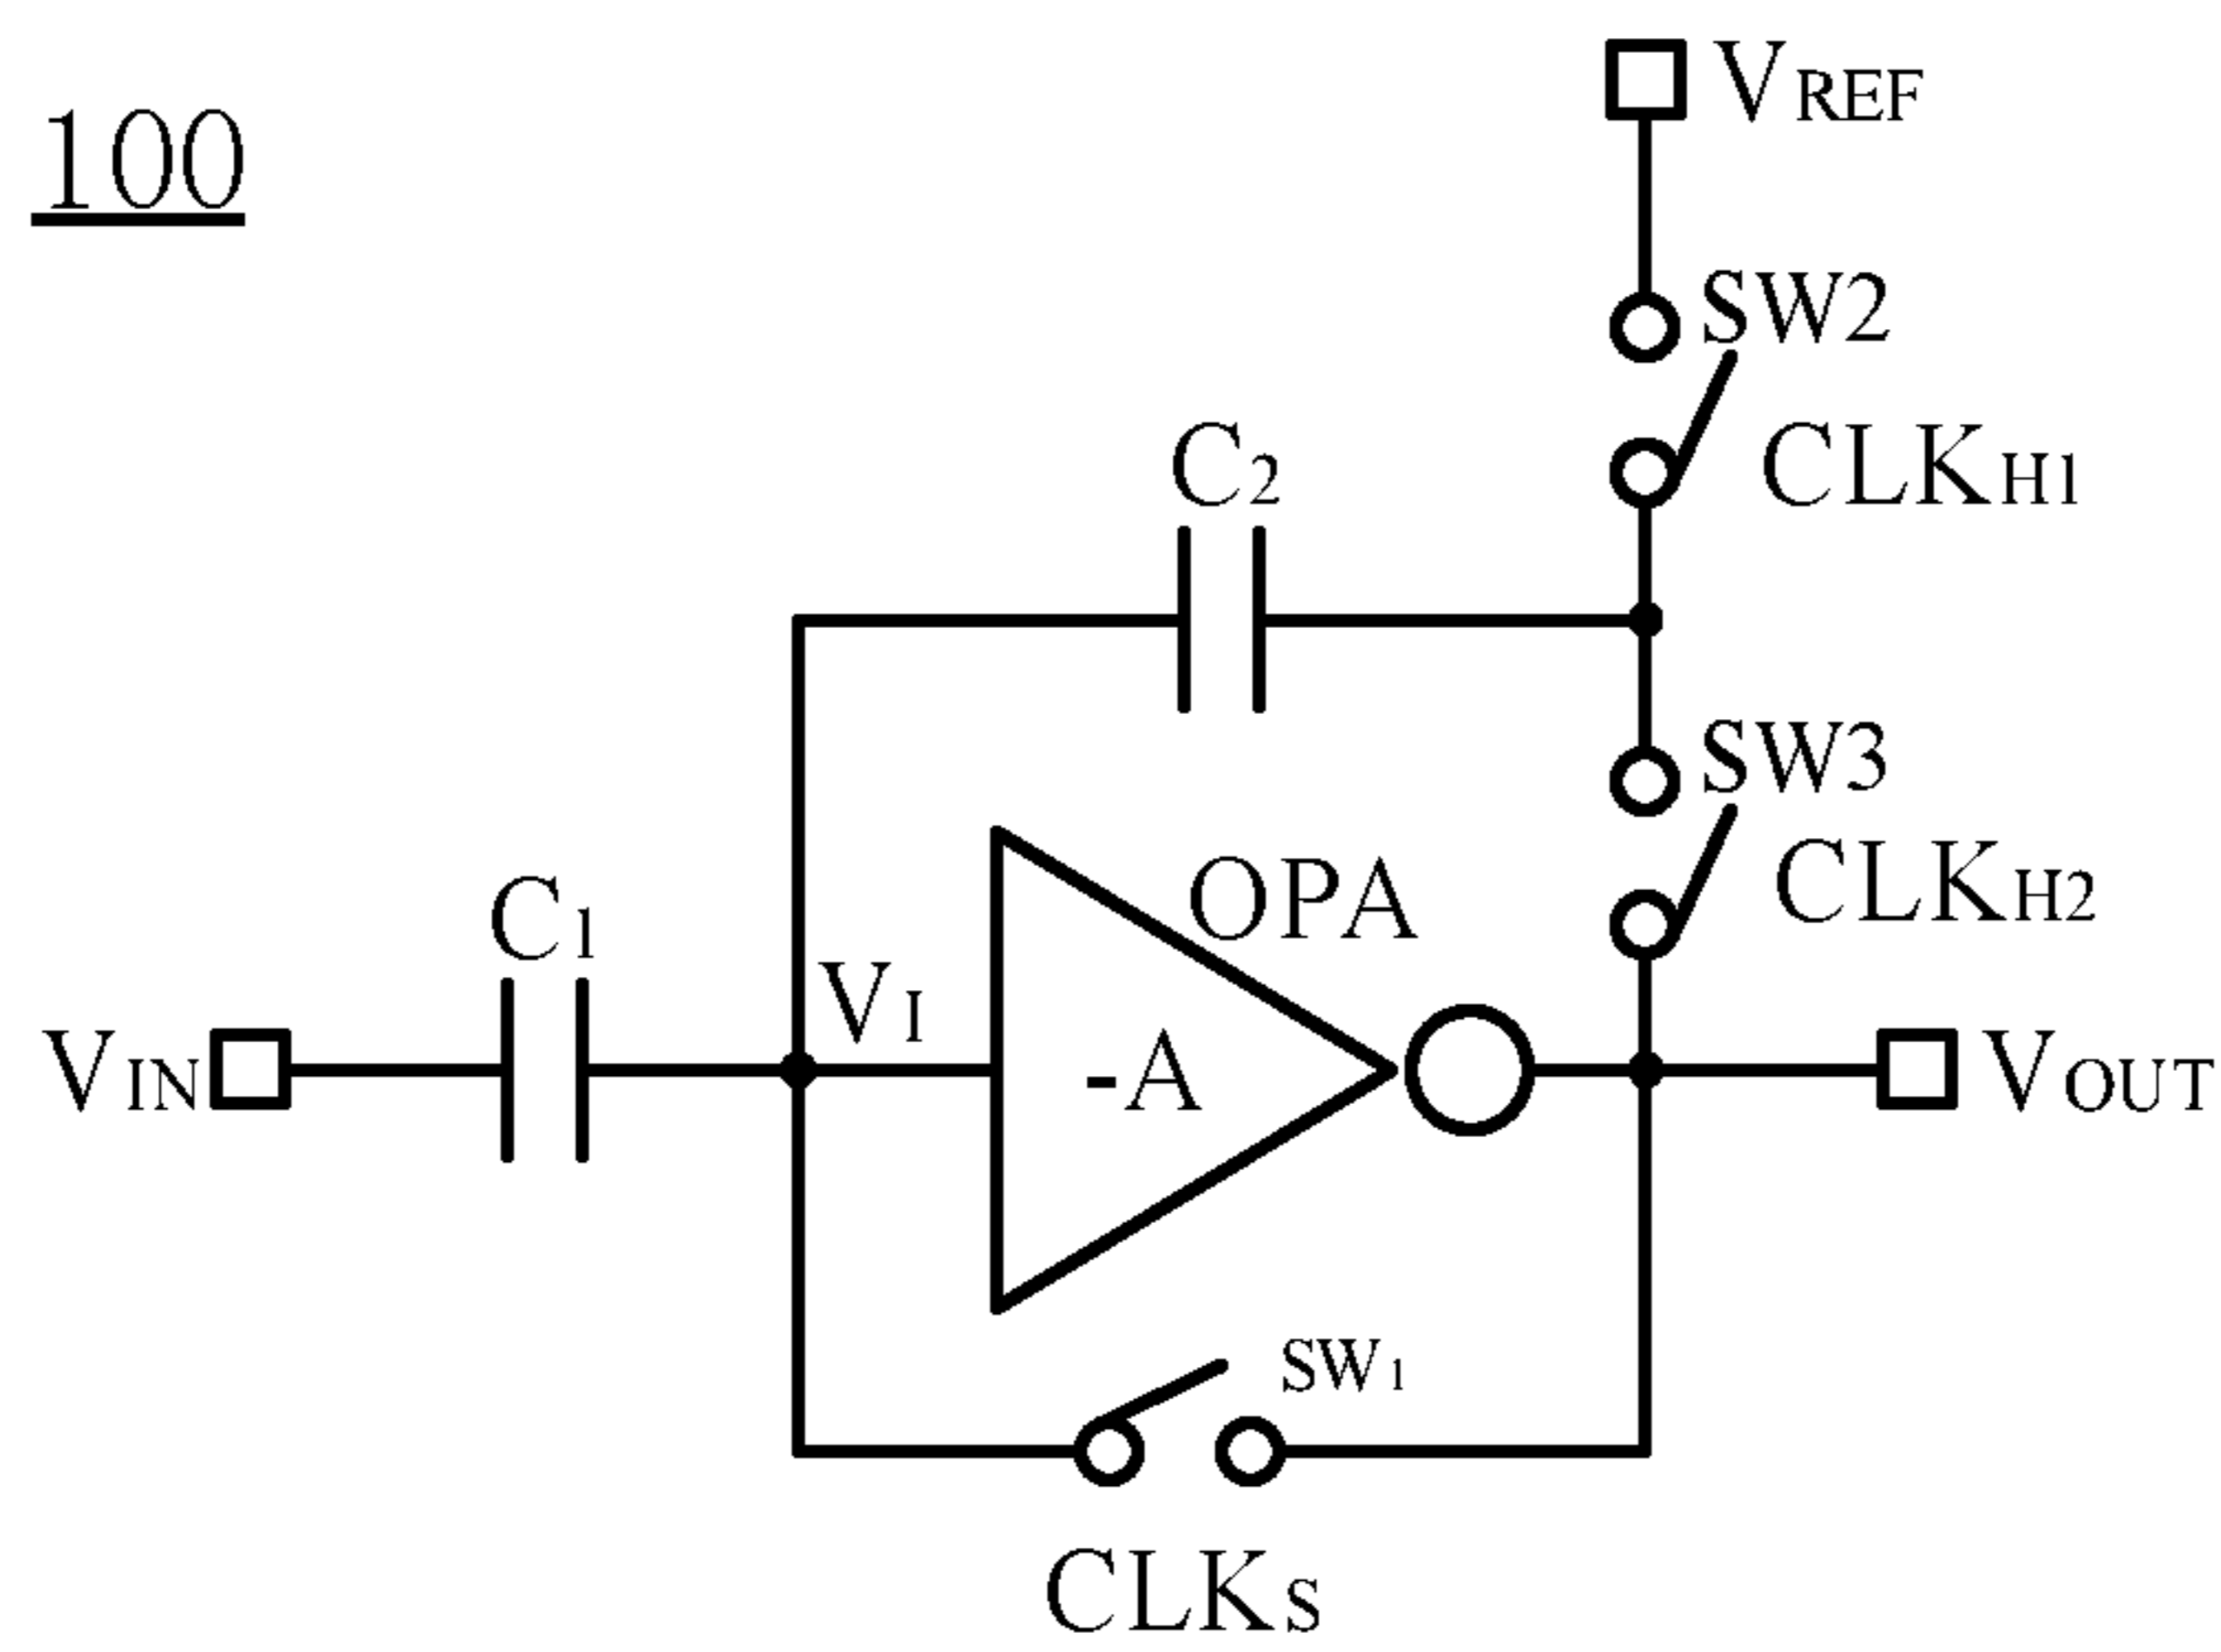 100
VREF
SW2
CLKH1
C2
SW3
CLKH2
OPA
C1
VI
-A
VIN
VOUT
SW1
CLKS